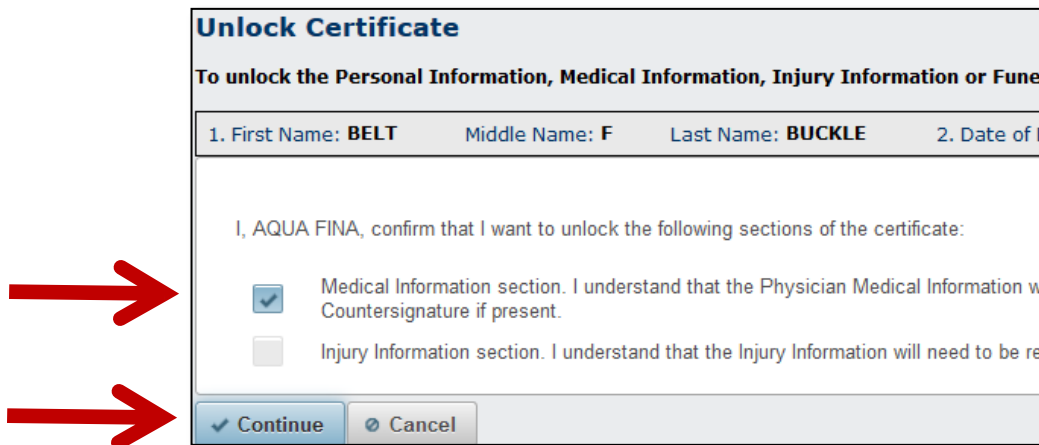 Unlock Certificate
To unlock the Personal Information, Medical Information, Injury Information or
1. First Name: BELT Middle Name: F Last Name: BUCKLE 2. Date of
I, AQUA FINA, confirm that I want to unlock the following sections of the certificate:
Medical Information section. I understand that the Physician Medical Information
Countersignature if present.
Injury Information section. I understand that the Injury Information will need to be
Continue Cancel